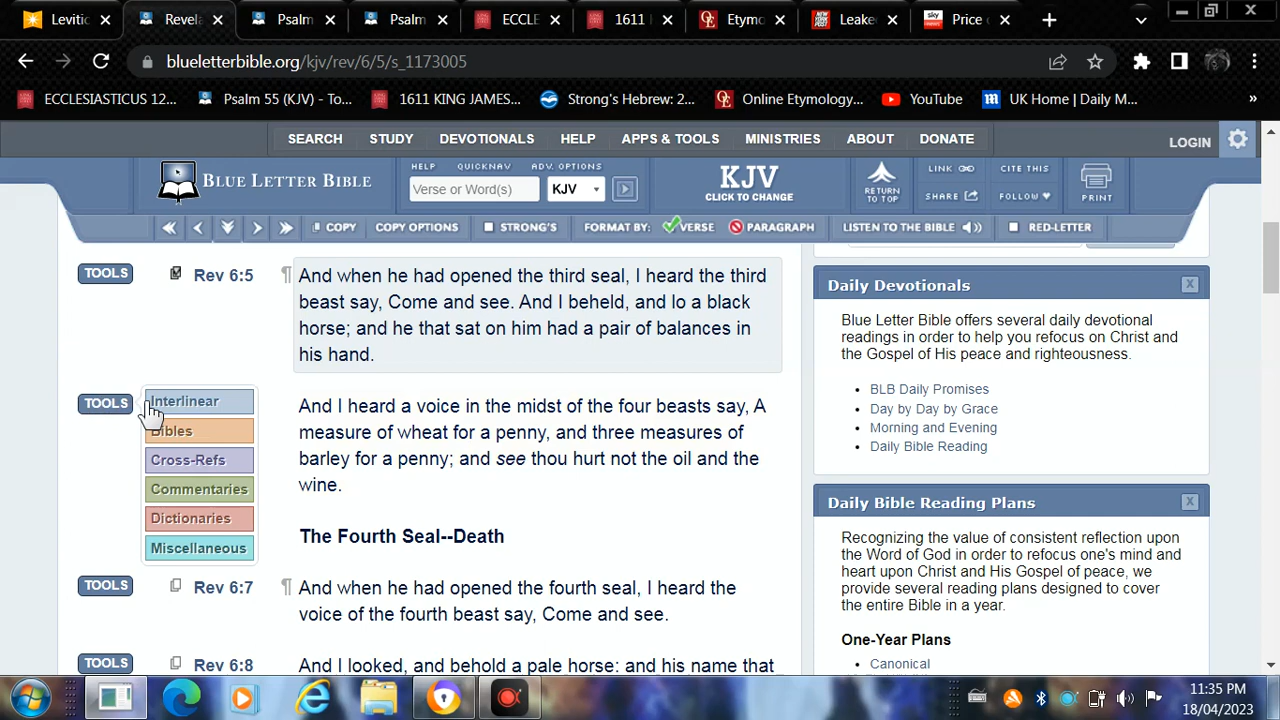 Levitic
Revela
Psalm
Psalm
ECCLE
1611
Etymo
Leake
Price
blueletterbible.org/kjv/rev/6/5/s_1173005
ECCLESIASTICUS 12...
Psalm 55 (KJV) - To...
1611 KING JAMES...
Strong's Hebrew: 2...
Online Etymology...
YouTube
UK Home | Daily M...
SEARCH STUDY DEVOTIONALS HELP APPS & TOOLS MINISTRIES ABOUT DONATE LOGIN
BLUE LETTER BIBLE
HELP QUICKNAV ADV. OPTIONS
Verse or Word(s) KJV
KJV
CLICK TO CHANGE
RETURN
TO TOP
LINK CITE THIS
SHARE FOLLOW
PRINT
COPY COPY OPTIONS STRONG'S FORMAT BY: VERSE PARAGRAPH LISTEN TO THE BIBLE RED-LETTER
TOOLS Rev 6:5 ¶ And when he had opened the third seal, I heard the third
beast say, Come and see. And I beheld, and lo a black
horse; and he that sat on him had a pair of balances in
his hand.
TOOLS
Interlinear
Bibles
Cross-Refs
Commentaries
Dictionaries
Miscellaneous
And I heard a voice in the midst of the four beasts say, A
measure of wheat for a penny, and three measures of
barley for a penny; and see thou hurt not the oil and the
wine.
The Fourth Seal--Death
TOOLS Rev 6:7 ¶ And when he had opened the fourth seal, I heard the
voice of the fourth beast say, Come and see.
TOOLS Rev 6:8 And I looked, and behold a pale horse: and his name that
Daily Devotionals
Blue Letter Bible offers several daily devotional
readings in order to help you refocus on Christ and
the Gospel of His peace and righteousness.
BLB Daily Promises
Day by Day by Grace
Morning and Evening
Daily Bible Reading
Daily Bible Reading Plans
Recognizing the value of consistent reflection upon
the Word of God in order to refocus one's mind and
heart upon Christ and His Gospel of peace, we
provide several reading plans designed to cover
the entire Bible in a year.
One-Year Plans
Canonical
11:35 PM
18/04/2023